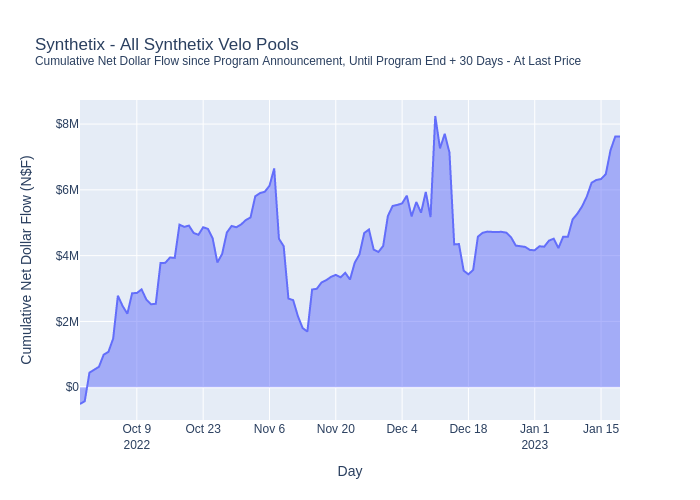 Synthetix - All Synthetix Velo Pools
Cumulative Net Dollar Flow since Program Announcement, Until Program End + 30 Days - At Last Price
Cumulative Net Dollar Flow (N$F)
$8M
$6M
$4M
$2M
$0
Oct 9 Oct 23 Nov 6 Nov 20 Dec 4 Dec 18 Jan 1 Jan 15
2022 2023
Day